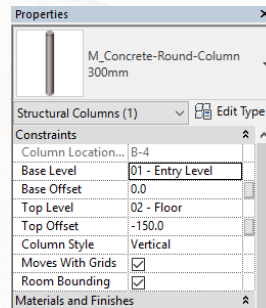 Properties
M_Concrete-Round-Column
300mm
Structural Columns (1) Edit Type
Constraints
Column Location... B-4
Base Level 01 - Entry Level
Base Offset 0.0
Top Level 02 - Floor
Top Offset -150.0
Column Style Vertical
Moves With Grids
Room Bounding
Materials and Finishes